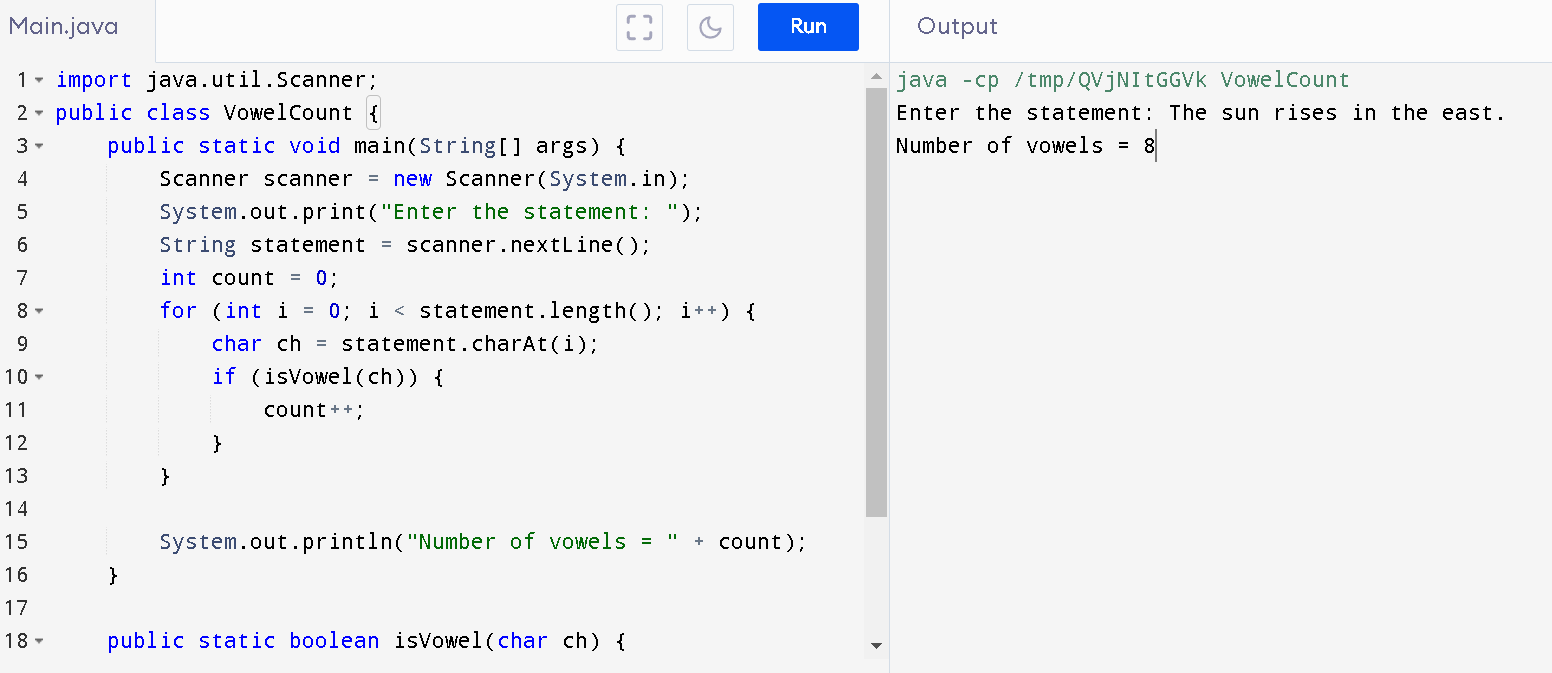 Main.java
Run
Output
1 import java.util.Scanner;
2 public class VowelCount {
3     public static void main(String[] args) {
4         Scanner scanner = new Scanner(System.in);
5         System.out.print("Enter the statement: ");
6         String statement = scanner.nextLine();
7         int count = 0;
8         for (int i = 0; i < statement.length(); i++) {
9             char ch = statement.charAt(i);
10             if (isVowel(ch)) {
11                 count++;
12             }
13         }
14
15         System.out.println("Number of vowels = " + count);
16     }
17
18     public static boolean isVowel(char ch) {
java -cp /tmp/QVjNItGGVk VowelCount
Enter the statement: The sun rises in the east.
Number of vowels = 8